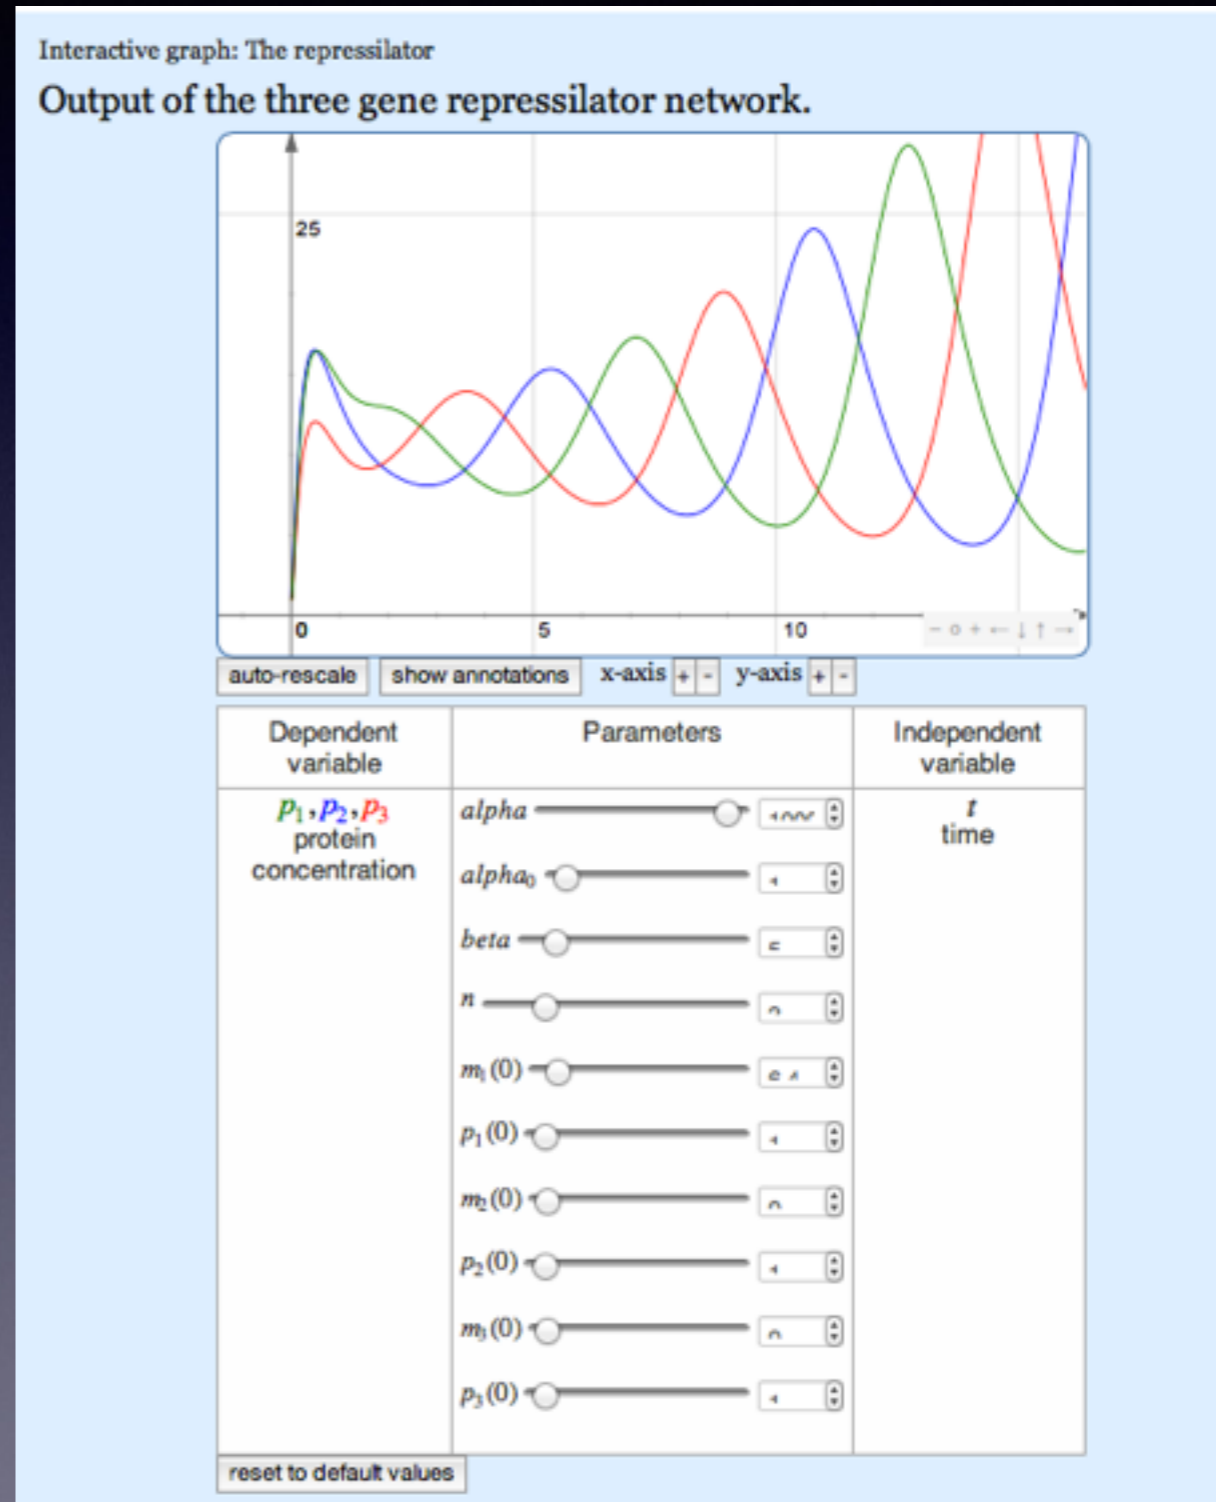 Interactive graph: The repressilator
Output of the three gene repressilator network.
25
0 5 10
- o + ← ↓ ↑ →
auto-rescale show annotations x-axis + - y-axis + -
Dependent variable Parameters Independent variable
p₁,p₂,p₃
protein
concentration
t
time
alpha
alpha₀
beta
n
m₁(0)
p₁(0)
m₂(0)
p₂(0)
m₃(0)
p₃(0)
reset to default values